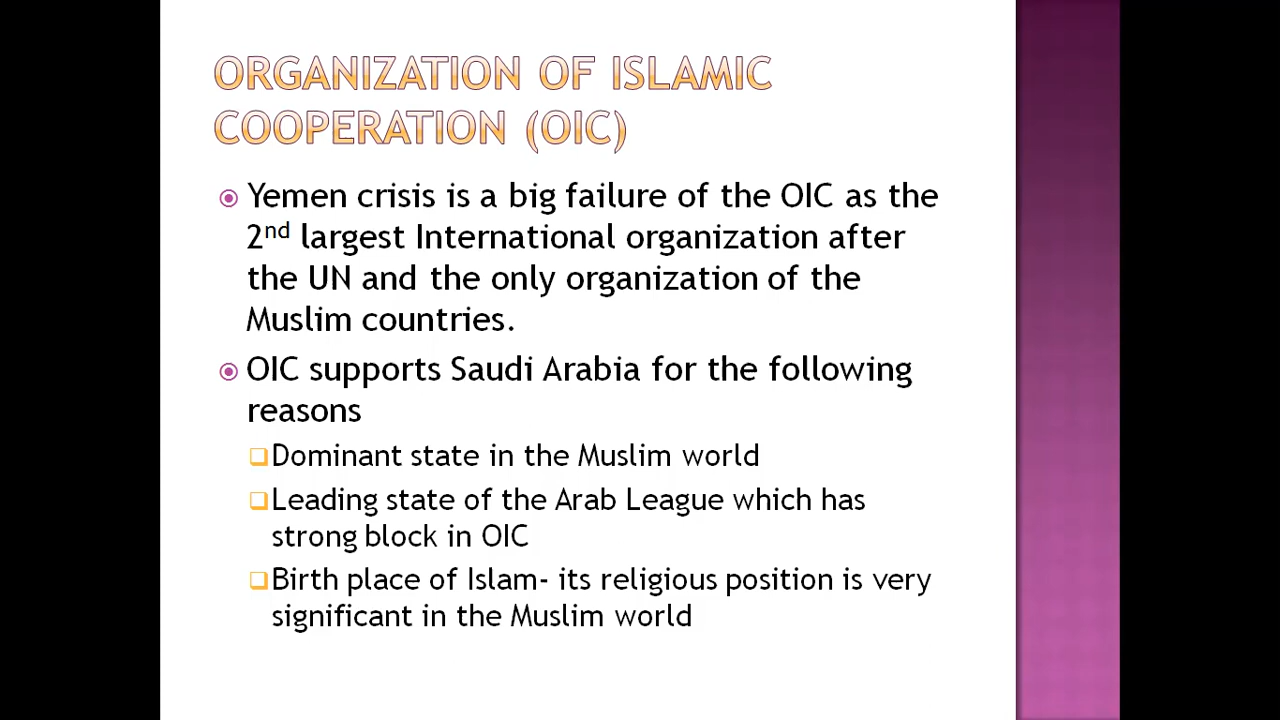 ORGANIZATION OF ISLAMIC
COOPERATION (OIC)
Yemen crisis is a big failure of the OIC as the
2nd largest International organization after
the UN and the only organization of the
Muslim countries.
OIC supports Saudi Arabia for the following
reasons
Dominant state in the Muslim world
Leading state of the Arab League which has
strong block in OIC
Birth place of Islam- its religious position is very
significant in the Muslim world